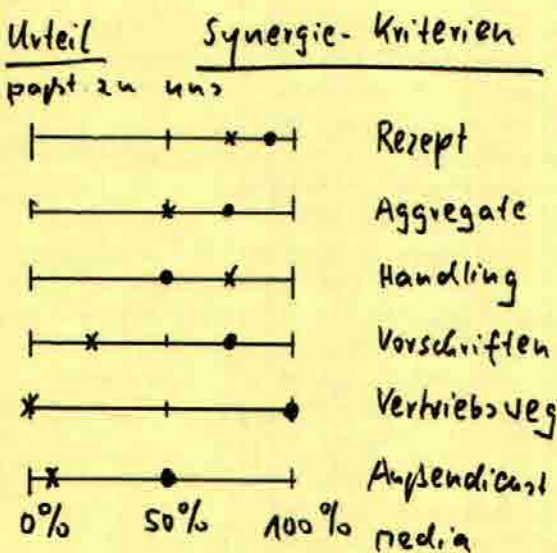 Urteil Synergie-Kriterien
paßt zu uns
Rezept
Aggregate
Handling
Vorschriften
Vertriebsweg
Außendienst
0% 50% 100% media